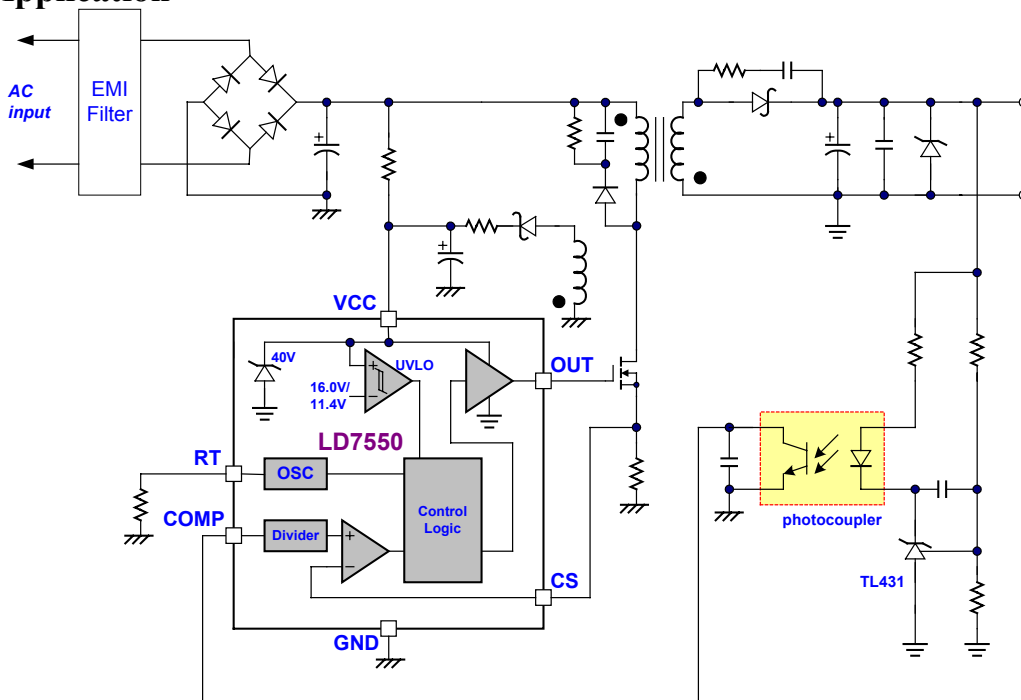 Application
AC
input
EMI
Filter
+
+
+
VCC
40V
UVLO
+
−
16.0V/
11.4V
OUT
LD7550
RT
OSC
COMP
Divider
+
−
Control
Logic
CS
GND
photocoupler
TL431